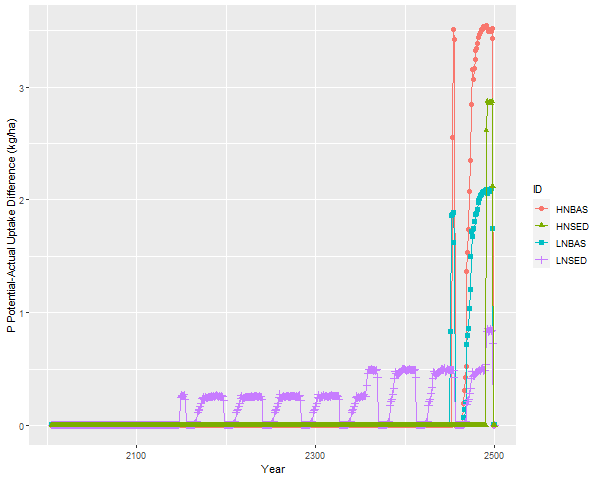 P Potential-Actual Uptake Difference (kg/ha)
3
2
1
0
2100
2300
2500
Year
ID
HNBAS
HNSED
LNBAS
LNSED